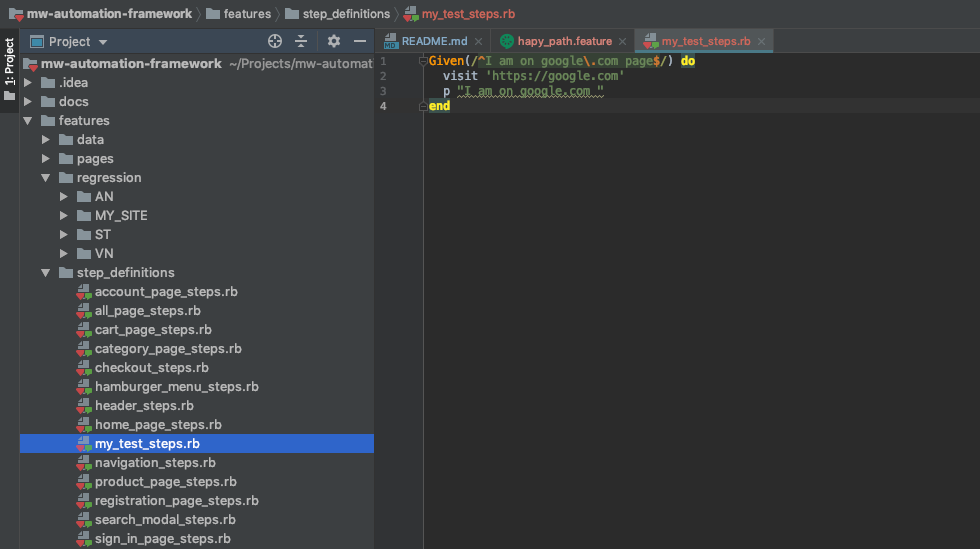 mw-automation-framework features step_definitions my_test_steps.rb
1: Project
Project
README.md hapy_path.feature my_test_steps.rb
mw-automation-framework ~/Projects/mw-automat
.idea
docs
features
data
pages
regression
AN
MY_SITE
ST
VN
step_definitions
account_page_steps.rb
all_page_steps.rb
cart_page_steps.rb
category_page_steps.rb
checkout_steps.rb
hamburger_menu_steps.rb
header_steps.rb
home_page_steps.rb
my_test_steps.rb
navigation_steps.rb
product_page_steps.rb
registration_page_steps.rb
search_modal_steps.rb
sign_in_page_steps.rb
1 Given(/^I am on google\.com page$/) do
2 visit 'https://google.com'
3 p "I am on google.com "
4 end